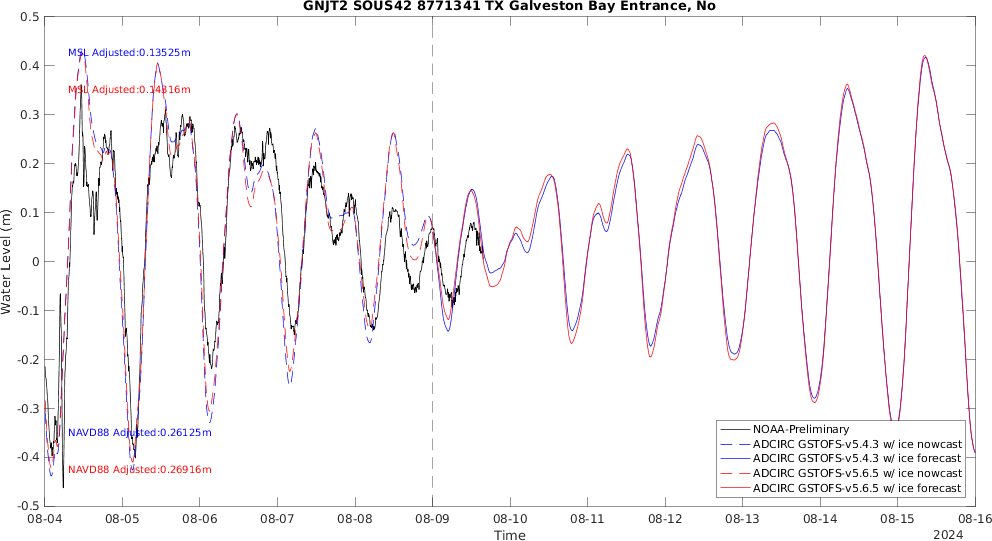 GNJT2 SOUS42 8771341 TX Galveston Bay Entrance, No
0.5
0.4
0.3
0.2
0.1
0
-0.1
-0.2
-0.3
-0.4
-0.5
Water Level (m)
MSL Adjusted:0.13525m
MSL Adjusted:0.14316m
NAVD88 Adjusted:0.26125m
NAVD88 Adjusted:0.26916m
NOAA-Preliminary
ADCIRC GSTOFS-v5.4.3 w/ ice nowcast
ADCIRC GSTOFS-v5.4.3 w/ ice forecast
ADCIRC GSTOFS-v5.6.5 w/ ice nowcast
ADCIRC GSTOFS-v5.6.5 w/ ice forecast
08-04 08-05 08-06 08-07 08-08 08-09 08-10 08-11 08-12 08-13 08-14 08-15 08-16
Time
2024